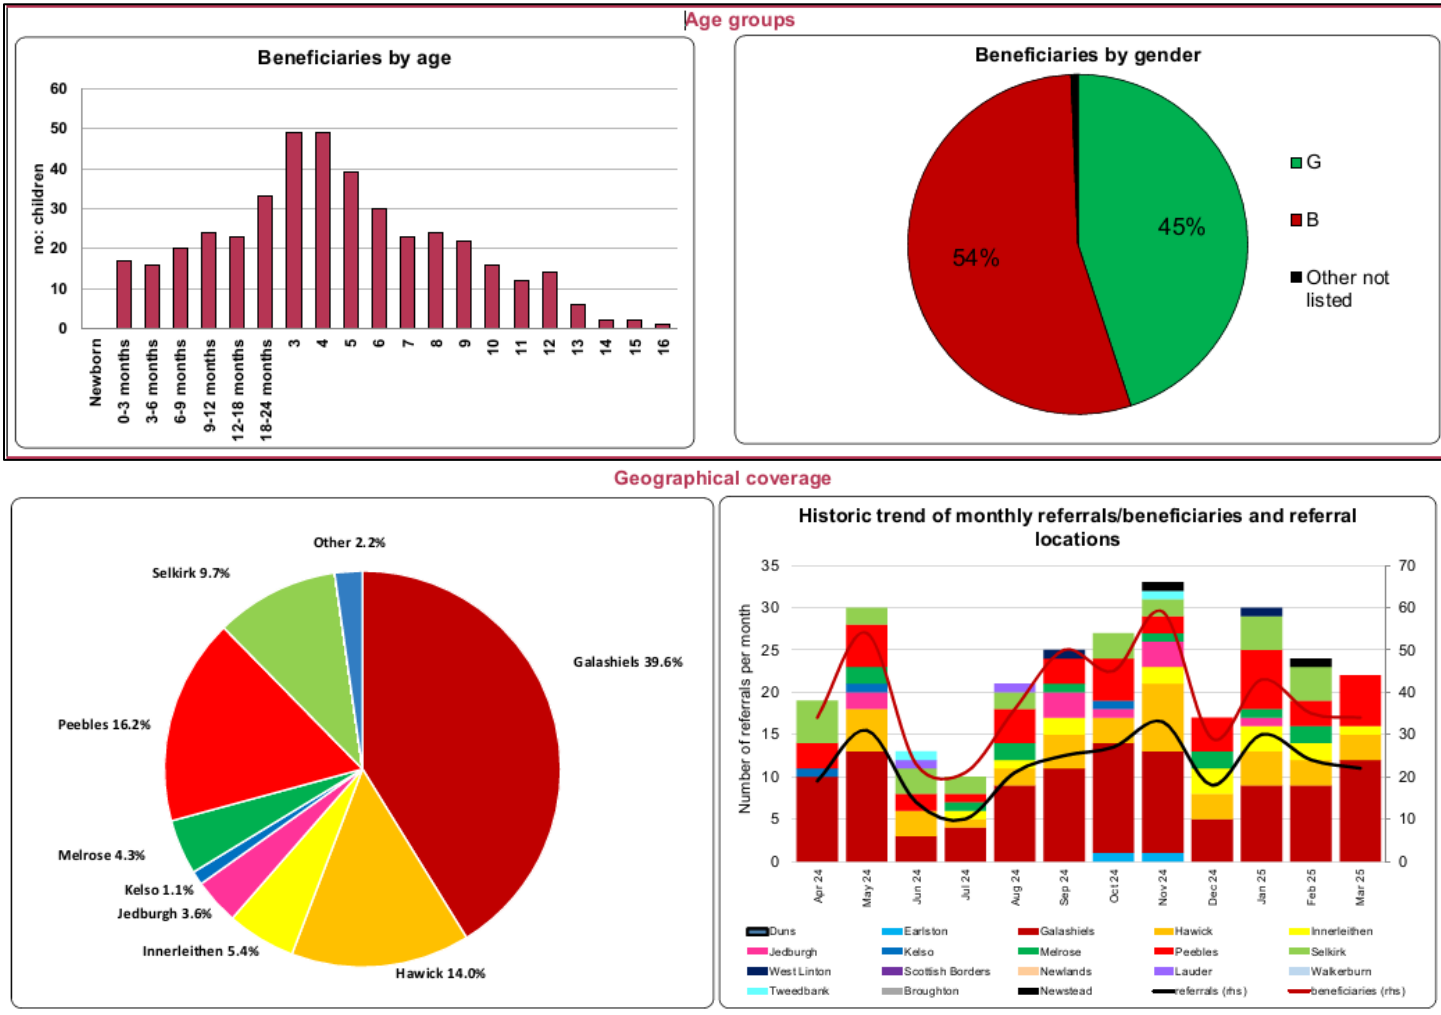 Age groups
Beneficiaries by age
60
50
40
30
20
10
0
no: children
Newborn
0-3 months
3-6 months
6-9 months
9-12 months
12-18 months
18-24 months
3
4
5
6
7
8
9
10
11
12
13
14
15
16
Beneficiaries by gender
45%
54%
G
B
Other not
listed
Geographical coverage
Other 2.2%
Selkirk 9.7%
Galashiels 39.6%
Peebles 16.2%
Melrose 4.3%
Kelso 1.1%
Jedburgh 3.6%
Innerleithen 5.4%
Hawick 14.0%
Historic trend of monthly referrals/beneficiaries and referral
locations
35
30
25
20
15
10
5
0
Number of referrals per month
70
60
50
40
30
20
10
0
Apr 24
May 24
Jun 24
Jul 24
Aug 24
Sep 24
Oct 24
Nov 24
Dec 24
Jan 25
Feb 25
Mar 25
Duns
Earlston
Galashiels
Hawick
Innerleithen
Jedburgh
Kelso
Melrose
Peebles
Selkirk
West Linton
Scottish Borders
Newlands
Lauder
Walkerburn
Tweedbank
Broughton
Newstead
referrals (rhs)
beneficiaries (rhs)